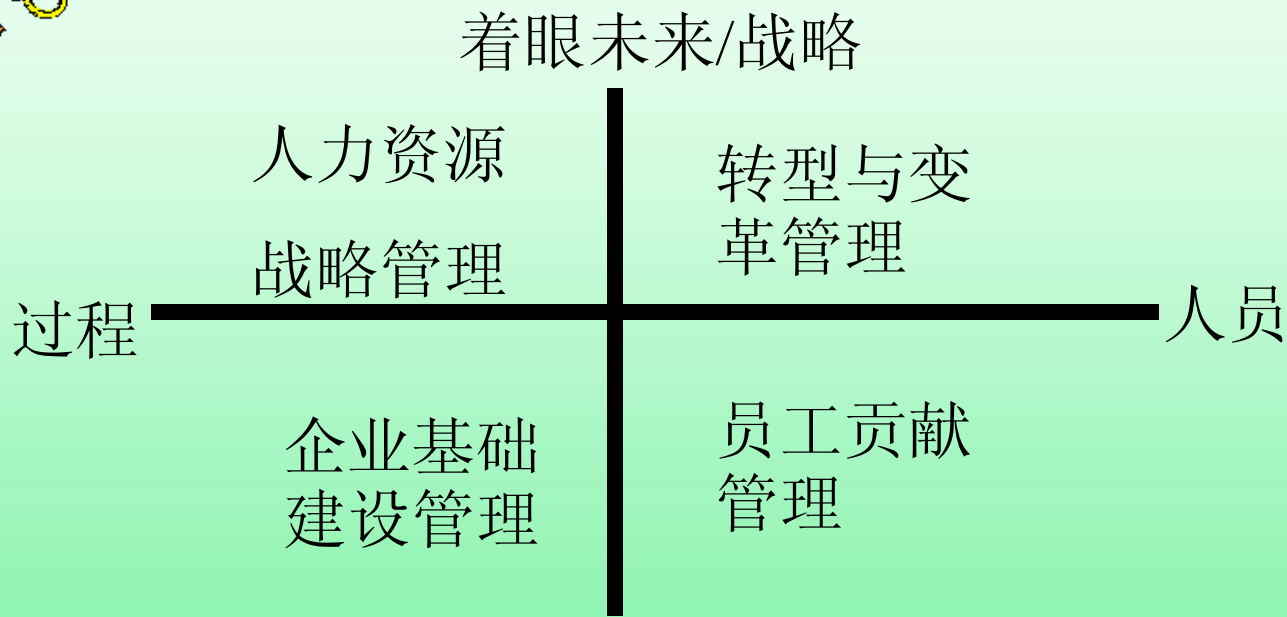 着眼未来/战略
人力资源
战略管理
转型与变
革管理
过程
人员
企业基础
建设管理
员工贡献
管理